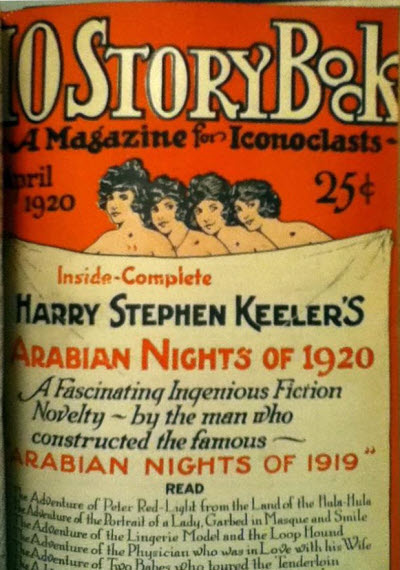 10 STORY BOOK
A Magazine for Iconoclasts-
April
1920
25¢
Inside-Complete
HARRY STEPHEN KEELER'S
ARABIAN NIGHTS OF 1920
A Fascinating Ingenious Fiction
Novelty ~ by the man who
constructed the famous ~
"ARABIAN NIGHTS OF 1919"
READ
The Adventure of Peter Red-Light from the Land of the Hula-Hula
The Adventure of the Portrait of a Lady, Garbed in Masque and Smile
The Adventure of the Lingerie Model and the Loop Hound
The Adventure of the Physician who was in Love with his Wife
The Adventure of Two Babes who toured the Tenderloin